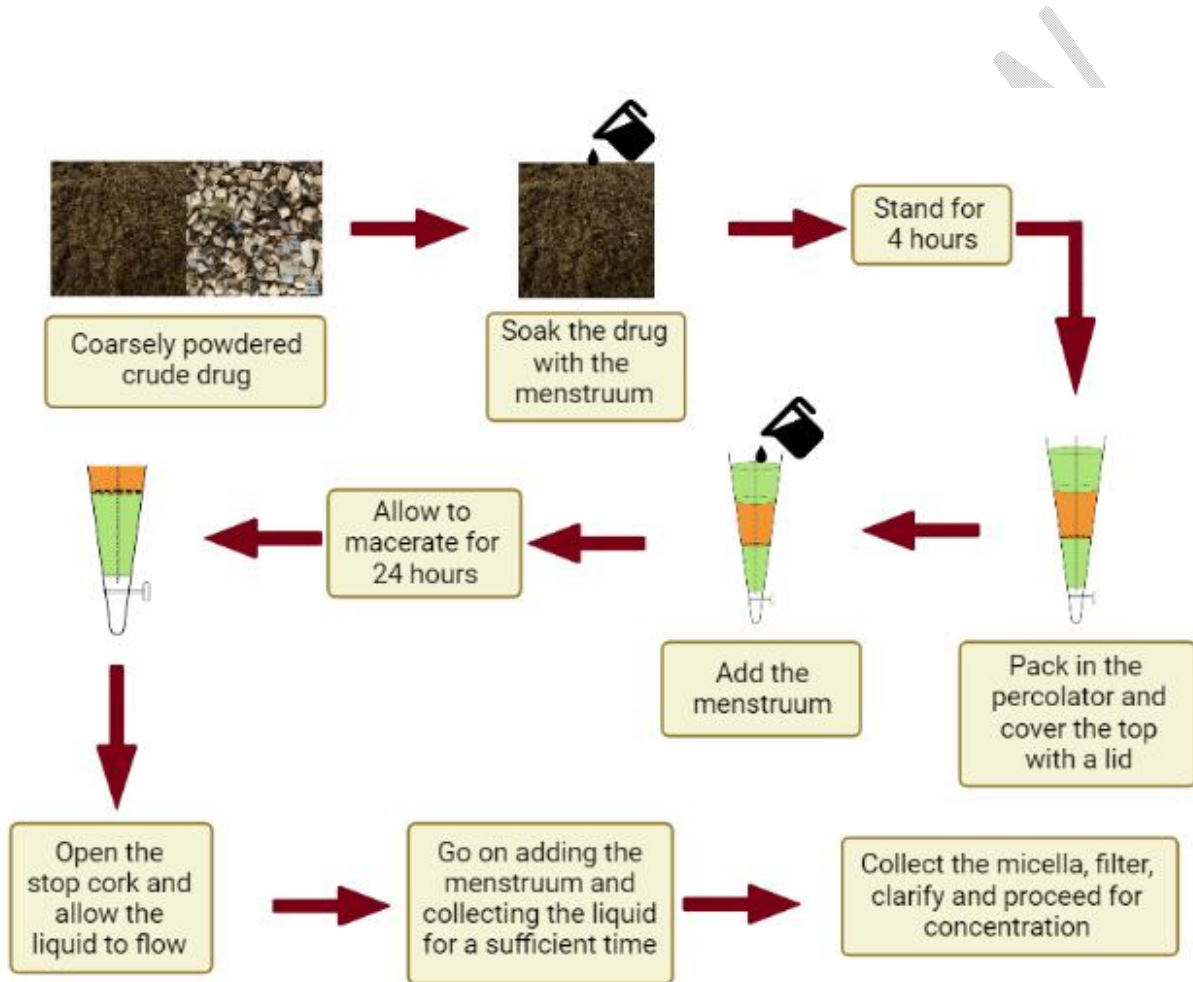 Coarsely powdered
crude drug
Soak the drug
with the
menstruum
Stand for
4 hours
Pack in the
percolator and
cover the top
with a lid
Add the
menstruum
Allow to
macerate for
24 hours
Open the
stop cork and
allow the
liquid to flow
Go on adding the
menstruum and
collecting the liquid
for a sufficient time
Collect the micella, filter,
clarify and proceed for
concentration